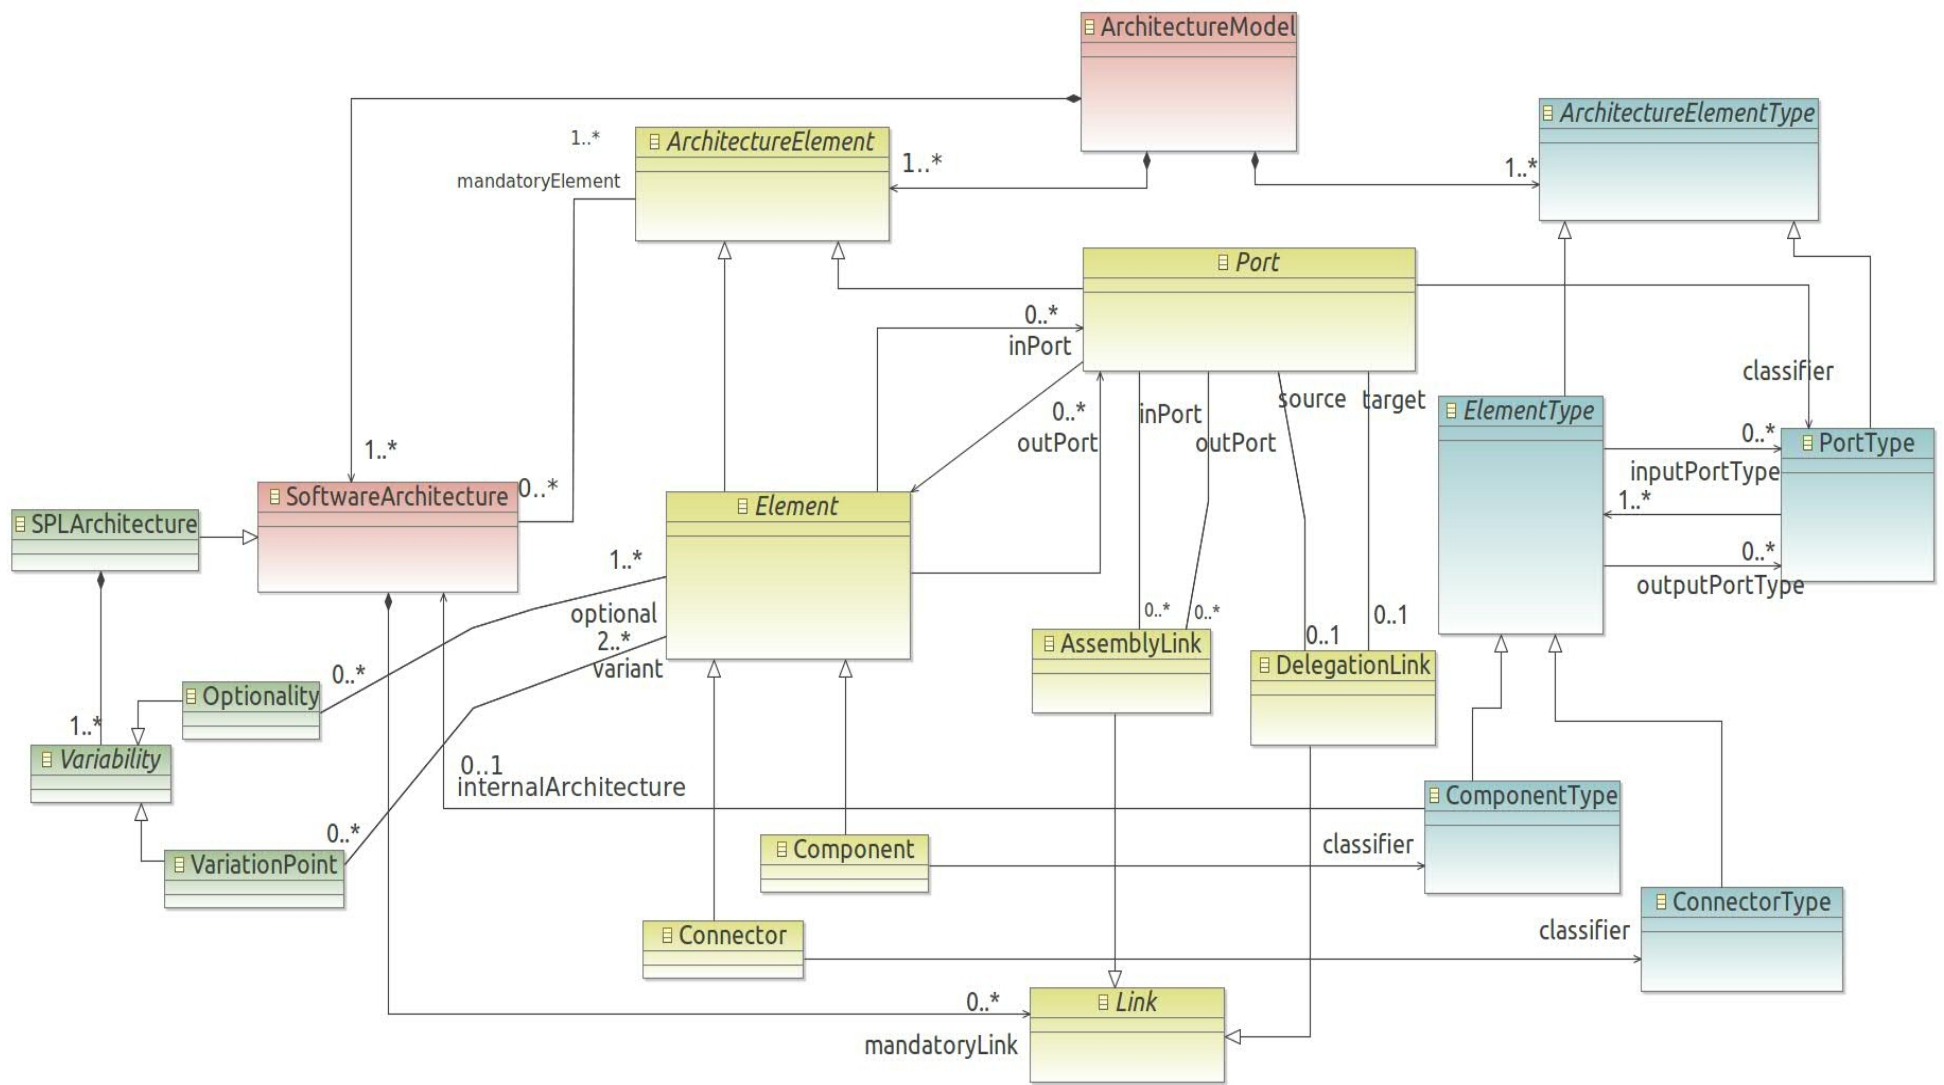 ArchitectureModel
ArchitectureElementType
1..*
ArchitectureElement
1..*
1..*
mandatoryElement
Port
0..*
inPort
classifier
source
target
0..*
inPort
ElementType
outPort
outPort
0..*
PortType
1..*
inputPortType
SoftwareArchitecture
0..*
1..*
Element
SPLArchitecture
0..*
1..*
outputPortType
optional
0..*
0..*
0..1
0..1
2..*
AssemblyLink
variant
DelegationLink
0..*
Optionality
1..*
Variability
0..1
internalArchitecture
ComponentType
0..*
classifier
Component
VariationPoint
ConnectorType
classifier
Connector
0..*
Link
mandatoryLink